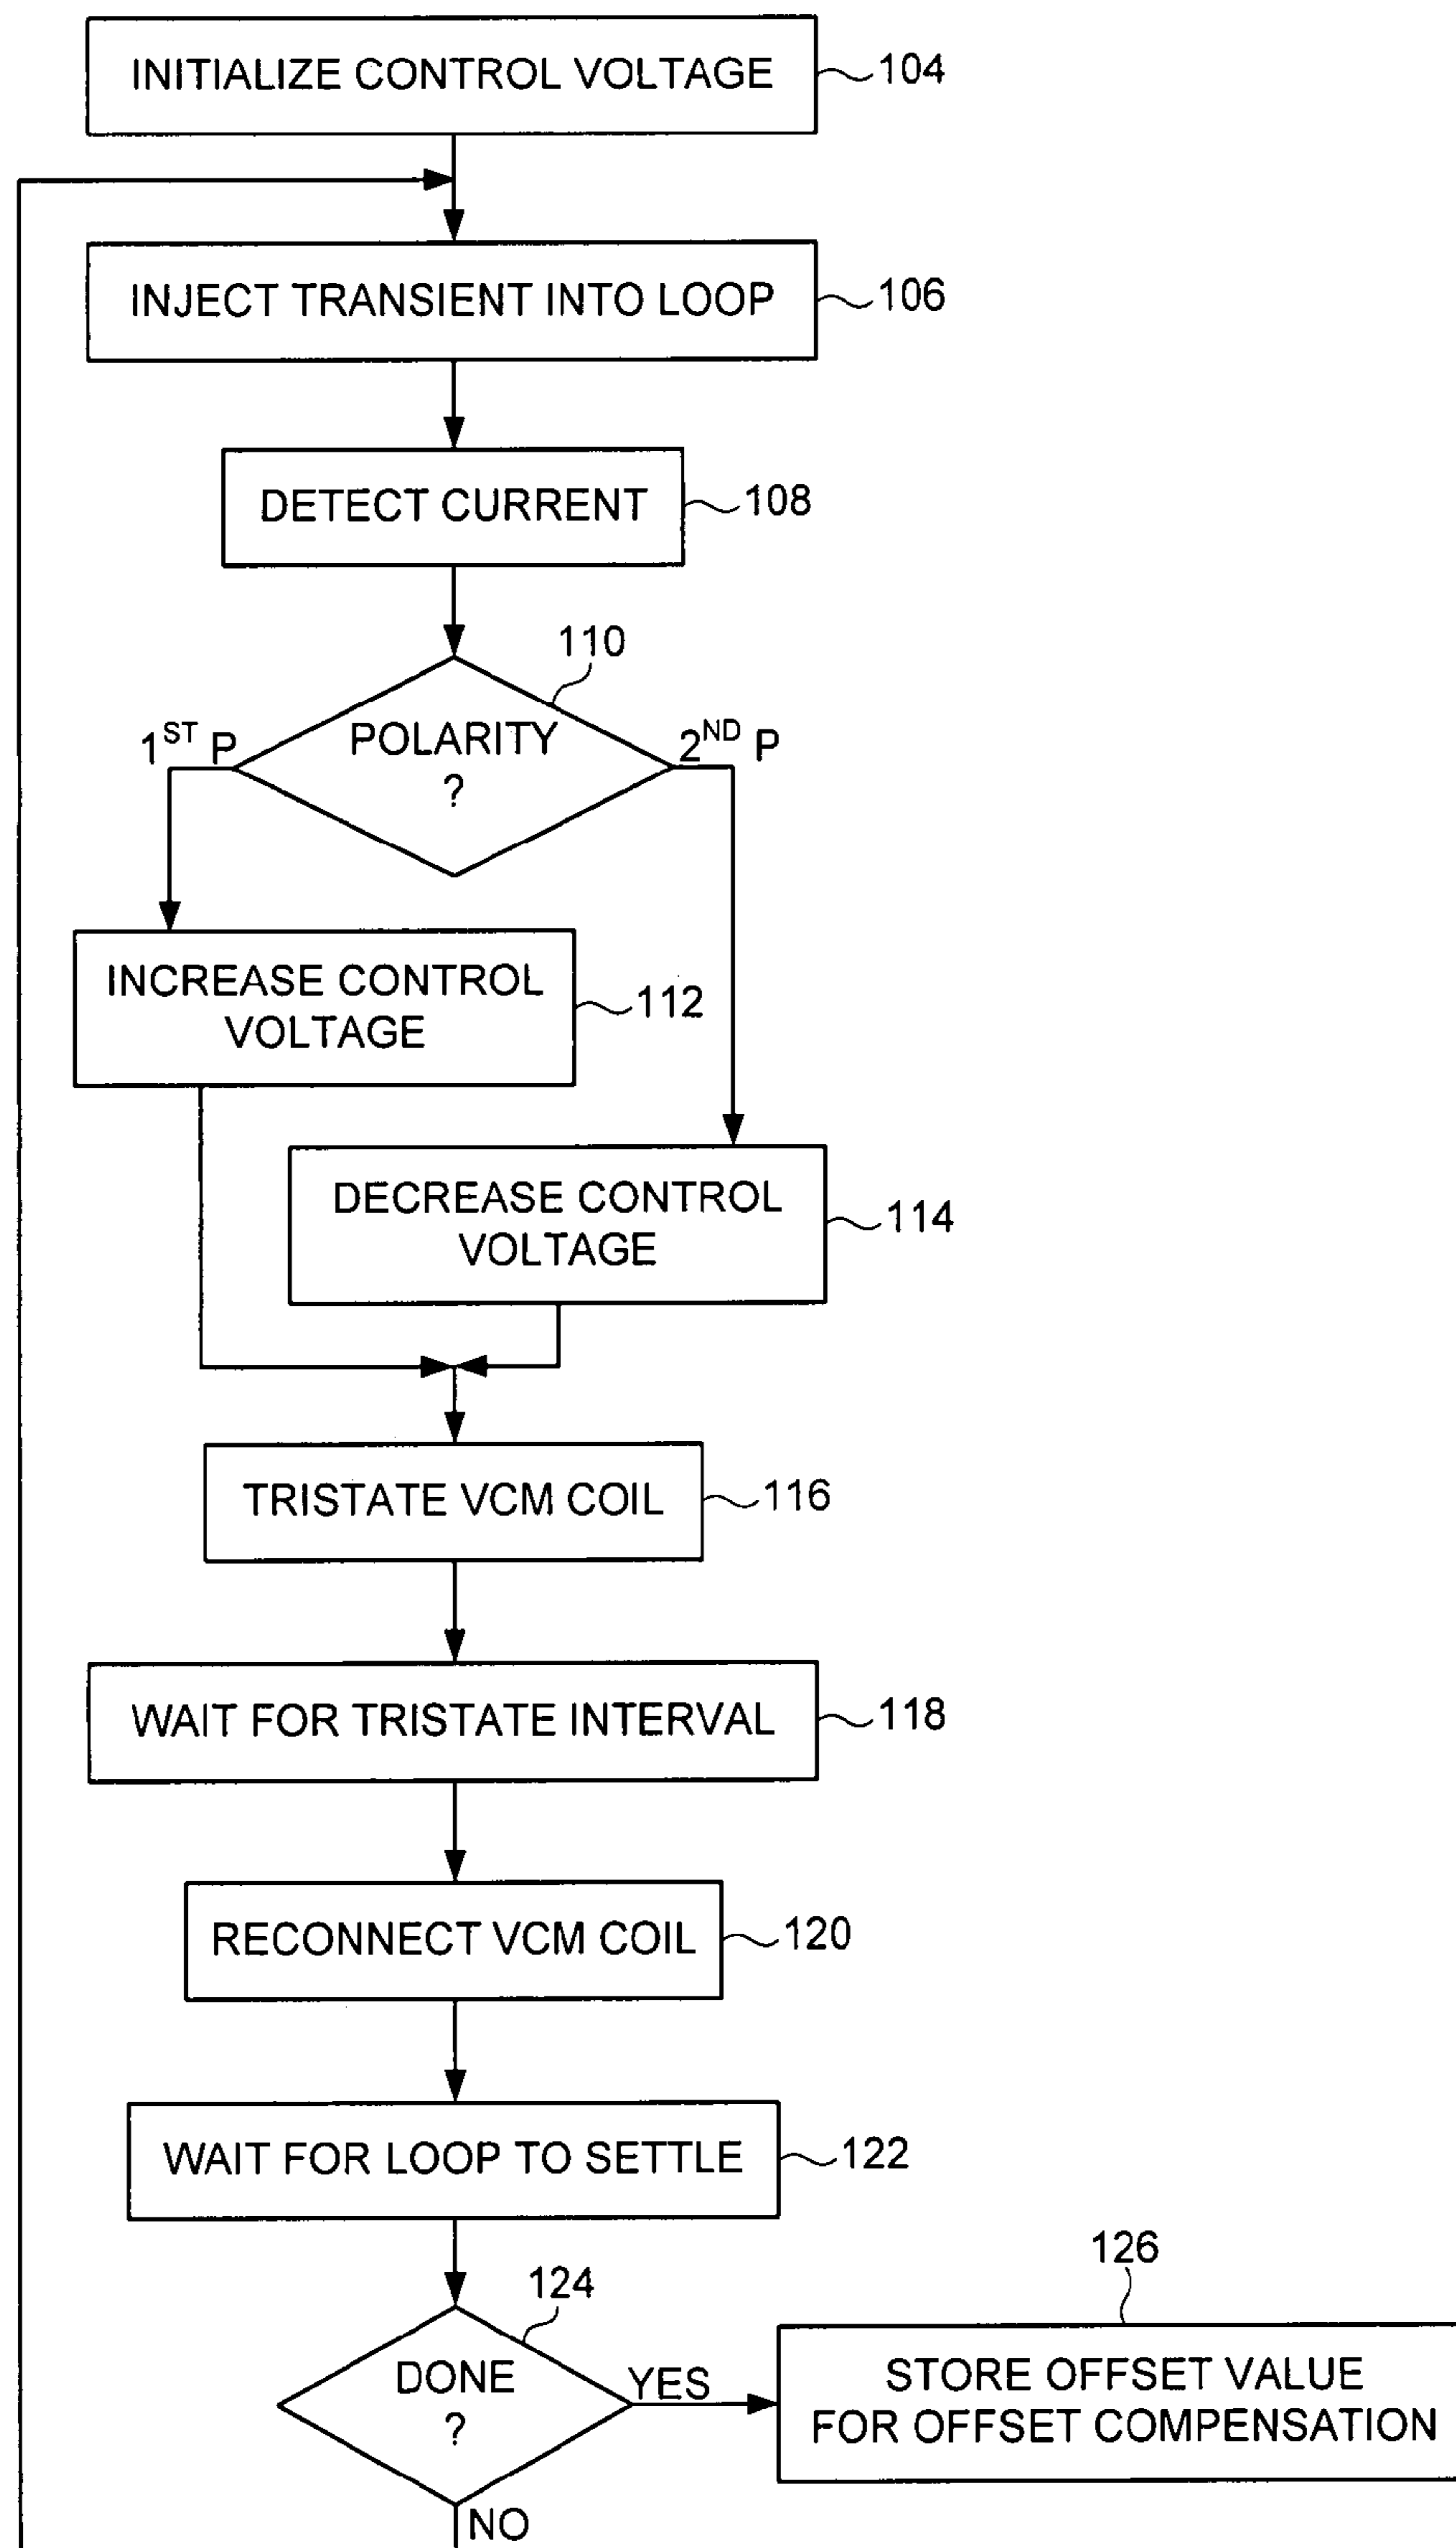 INITIALIZE CONTROL VOLTAGE
104
INJECT TRANSIENT INTO LOOP
106
DETECT CURRENT
108
110
POLARITY
?
1ST P
2ND P
INCREASE CONTROL
VOLTAGE
112
DECREASE CONTROL
VOLTAGE
114
TRISTATE VCM COIL
116
WAIT FOR TRISTATE INTERVAL
118
RECONNECT VCM COIL
120
WAIT FOR LOOP TO SETTLE
122
124
DONE
?
YES
126
STORE OFFSET VALUE
FOR OFFSET COMPENSATION
NO